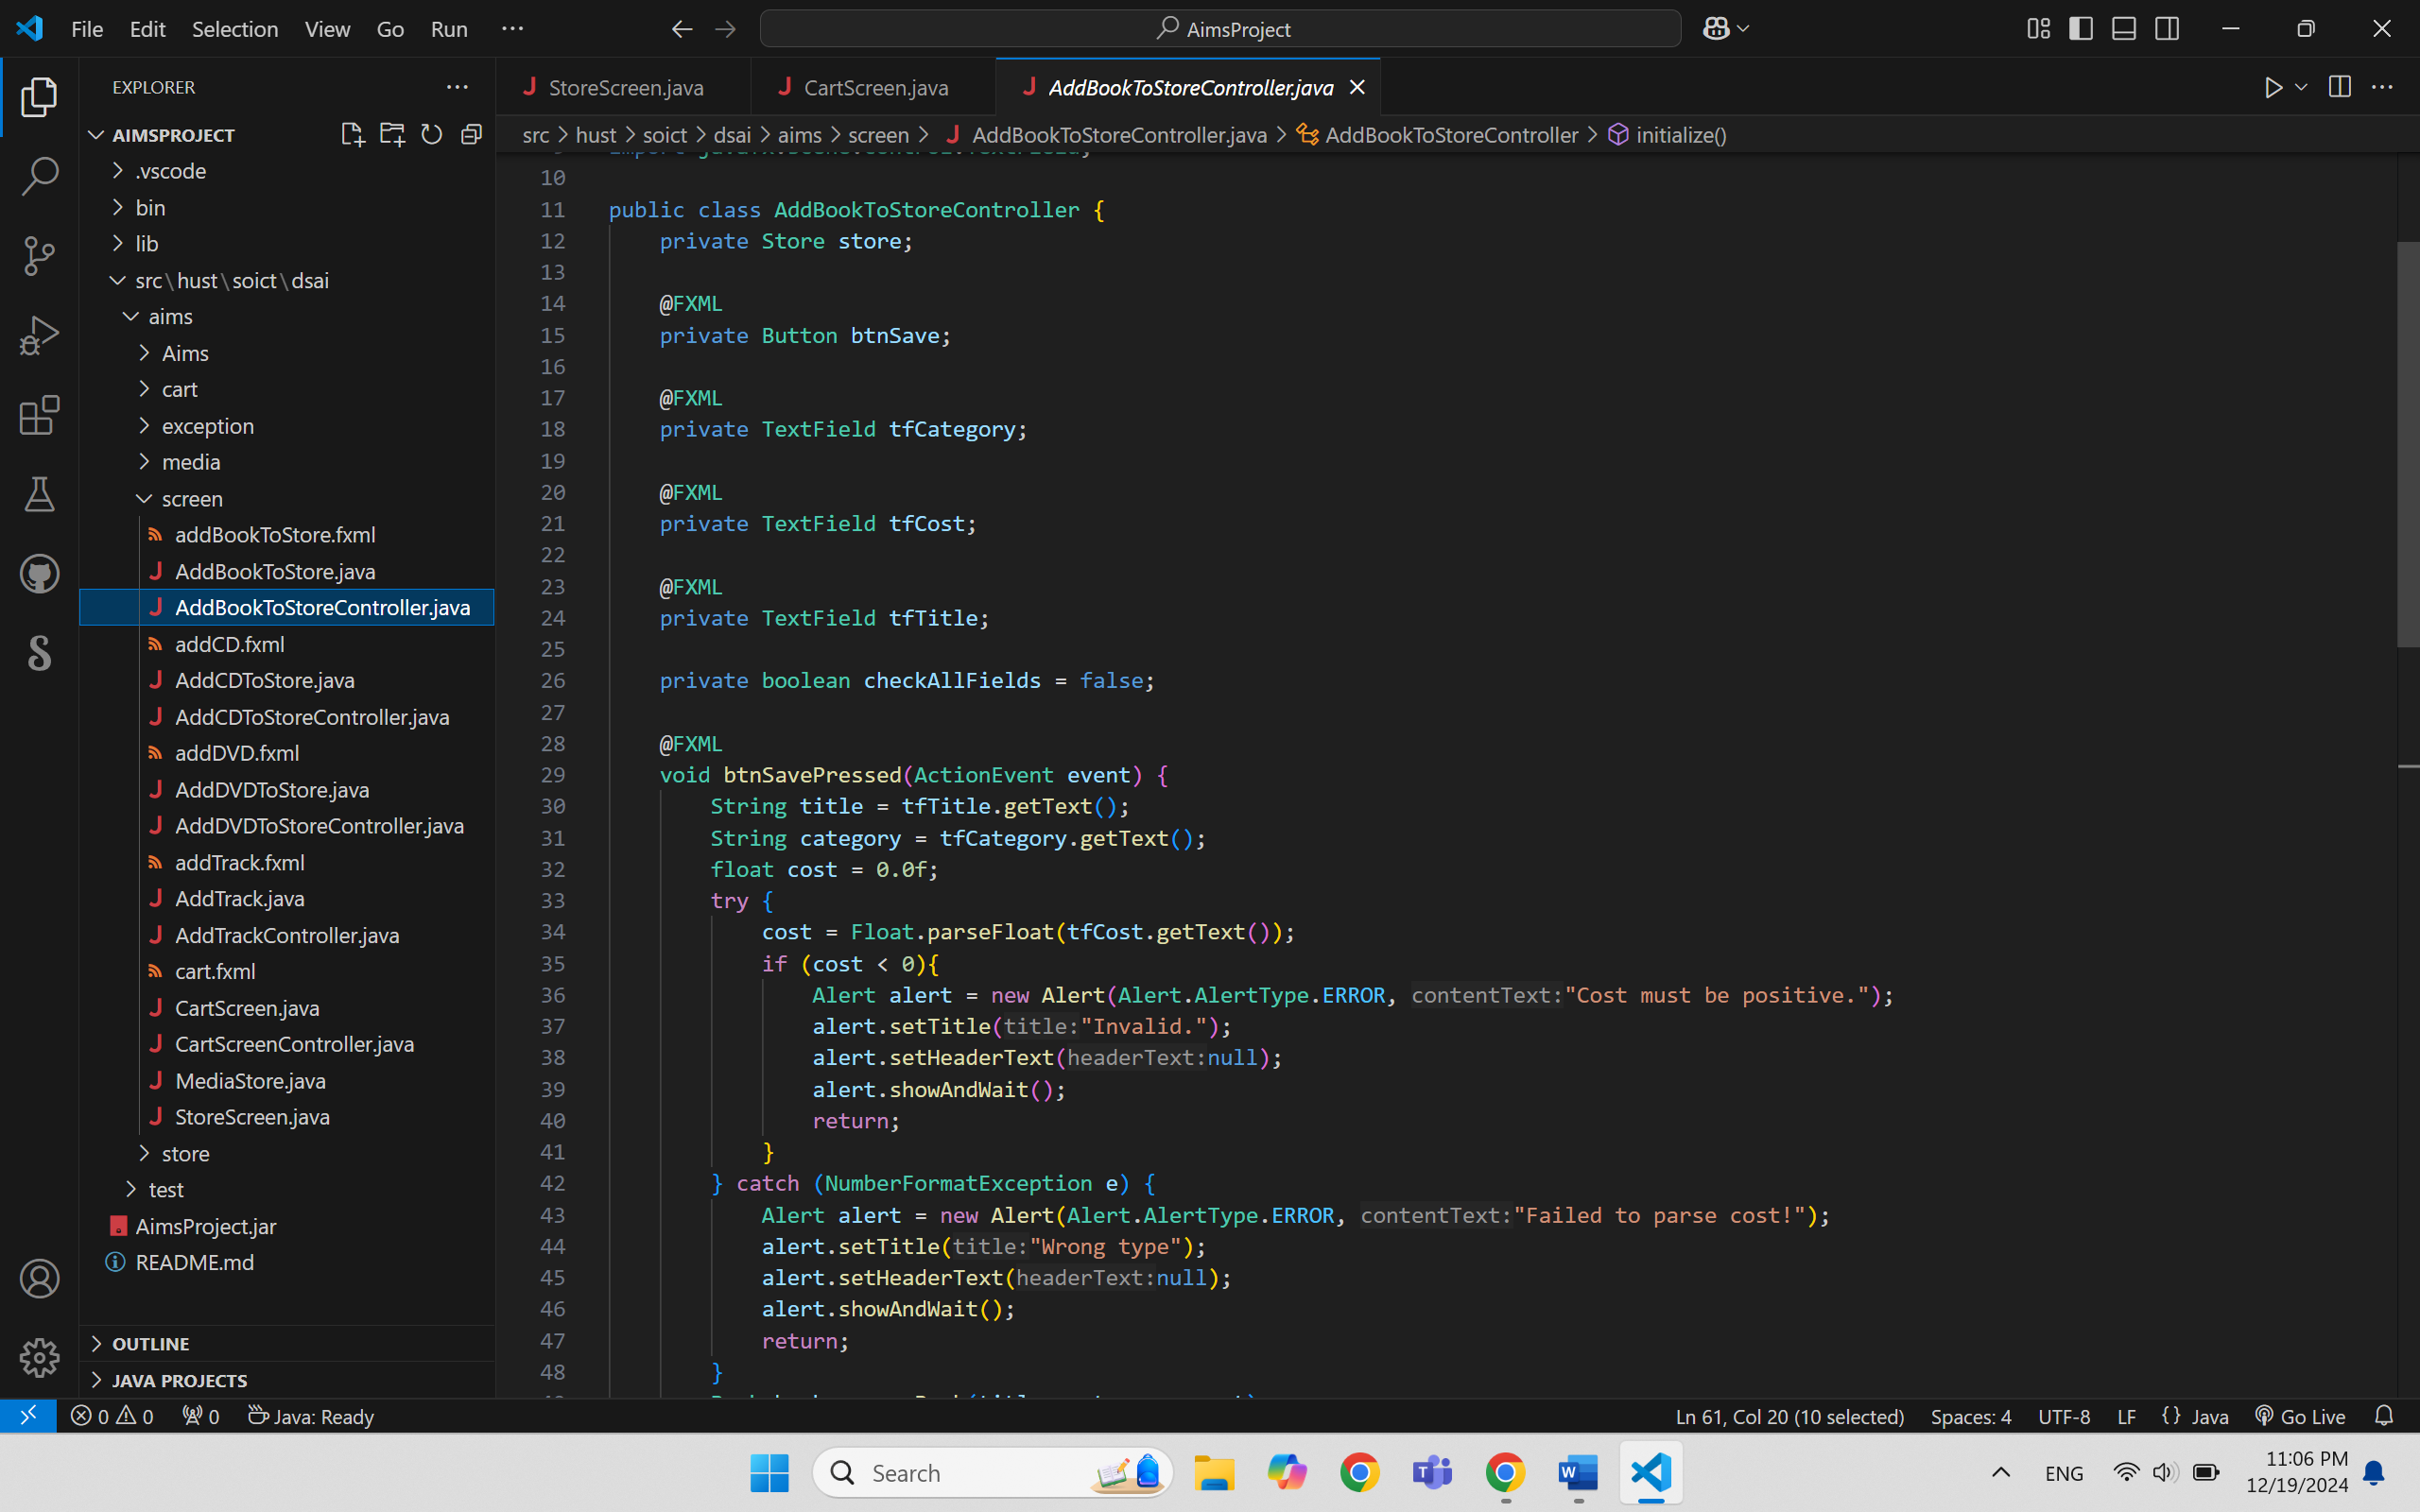 File Edit Selection View Go Run ···
AimsProject
EXPLORER
AIMSPROJECT
.vscode
bin
lib
src\hust\soict\dsai
aims
Aims
cart
exception
media
screen
addBookToStore.fxml
AddBookToStore.java
AddBookToStoreController.java
addCD.fxml
AddCDToStore.java
AddCDToStoreController.java
addDVD.fxml
AddDVDToStore.java
AddDVDToStoreController.java
addTrack.fxml
AddTrack.java
AddTrackController.java
cart.fxml
CartScreen.java
CartScreenController.java
MediaStore.java
StoreScreen.java
store
test
AimsProject.jar
README.md
OUTLINE
JAVA PROJECTS
StoreScreen.java CartScreen.java AddBookToStoreController.java
src > hust > soict > dsai > aims > screen > AddBookToStoreController.java > AddBookToStoreController > initialize()
10
11 public class AddBookToStoreController {
12 private Store store;
13
14 @FXML
15 private Button btnSave;
16
17 @FXML
18 private TextField tfCategory;
19
20 @FXML
21 private TextField tfCost;
22
23 @FXML
24 private TextField tfTitle;
25
26 private boolean checkAllFields = false;
27
28 @FXML
29 void btnSavePressed(ActionEvent event) {
30 String title = tfTitle.getText();
31 String category = tfCategory.getText();
32 float cost = 0.0f;
33 try {
34 cost = Float.parseFloat(tfCost.getText());
35 if (cost < 0){
36 Alert alert = new Alert(Alert.AlertType.ERROR, contentText:"Cost must be positive.");
37 alert.setTitle(title:"Invalid.");
38 alert.setHeaderText(headerText:null);
39 alert.showAndWait();
40 return;
41 }
42 } catch (NumberFormatException e) {
43 Alert alert = new Alert(Alert.AlertType.ERROR, contentText:"Failed to parse cost!");
44 alert.setTitle(title:"Wrong type");
45 alert.setHeaderText(headerText:null);
46 alert.showAndWait();
47 return;
48 }
0 0 0 Java: Ready
Ln 61, Col 20 (10 selected) Spaces: 4 UTF-8 LF {} Java Go Live
Search
ENG
11:06 PM
12/19/2024